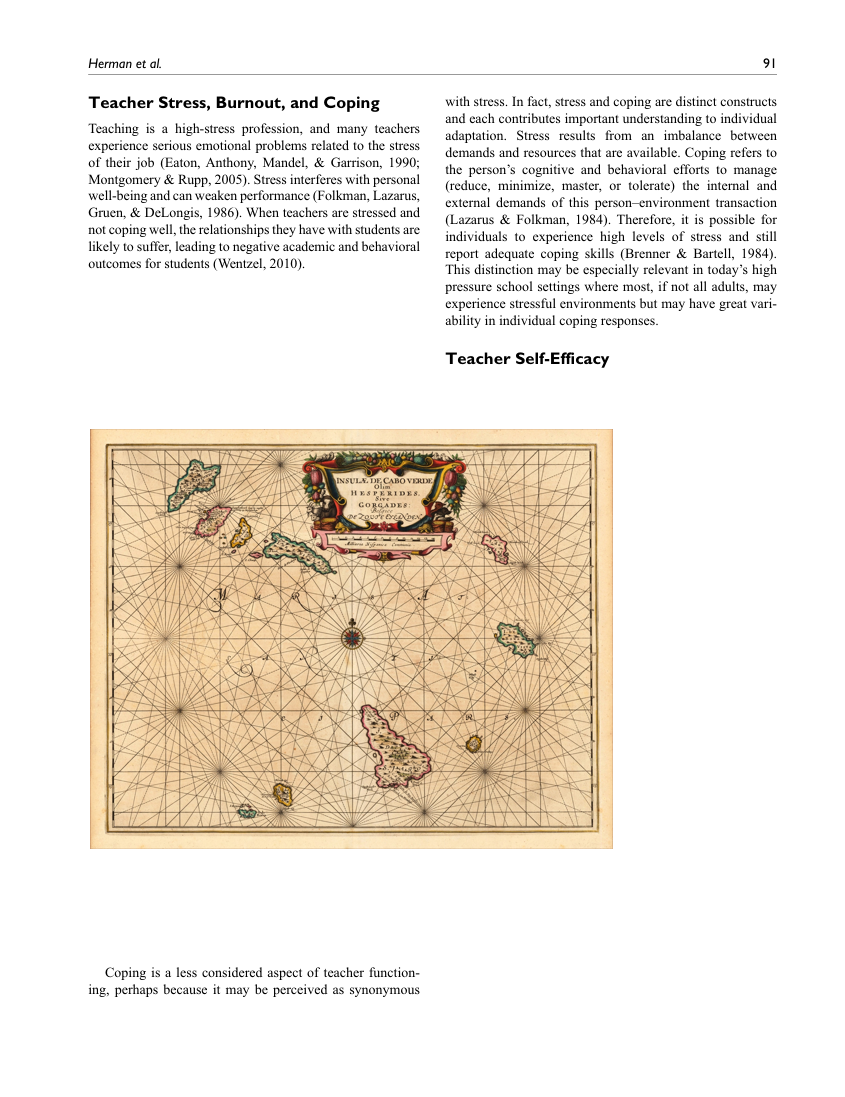 Herman et al.
91
Teacher Stress, Burnout, and Coping
Teaching is a high-stress profession, and many teachers
experience serious emotional problems related to the stress
of their job (Eaton, Anthony, Mandel, & Garrison, 1990;
Montgomery & Rupp, 2005). Stress interferes with personal
well-being and can weaken performance (Folkman, Lazarus,
Gruen, & DeLongis, 1986). When teachers are stressed and
not coping well, the relationships they have with students are
likely to suffer, leading to negative academic and behavioral
outcomes for students (Wentzel, 2010).
INSULÆ DE CABO VERDE,
Olim
HESPERIDES,
Sive
GORGADES:
Belgice
DE ZOUTE EYLANDEN
Coping is a less considered aspect of teacher function-
ing, perhaps because it may be perceived as synonymous
with stress. In fact, stress and coping are distinct constructs
and each contributes important understanding to individual
adaptation. Stress results from an imbalance between
demands and resources that are available. Coping refers to
the person’s cognitive and behavioral efforts to manage
(reduce, minimize, master, or tolerate) the internal and
external demands of this person–environment transaction
(Lazarus & Folkman, 1984). Therefore, it is possible for
individuals to experience high levels of stress and still
report adequate coping skills (Brenner & Bartell, 1984).
This distinction may be especially relevant in today’s high
pressure school settings where most, if not all adults, may
experience stressful environments but may have great vari-
ability in individual coping responses.
Teacher Self-Efficacy